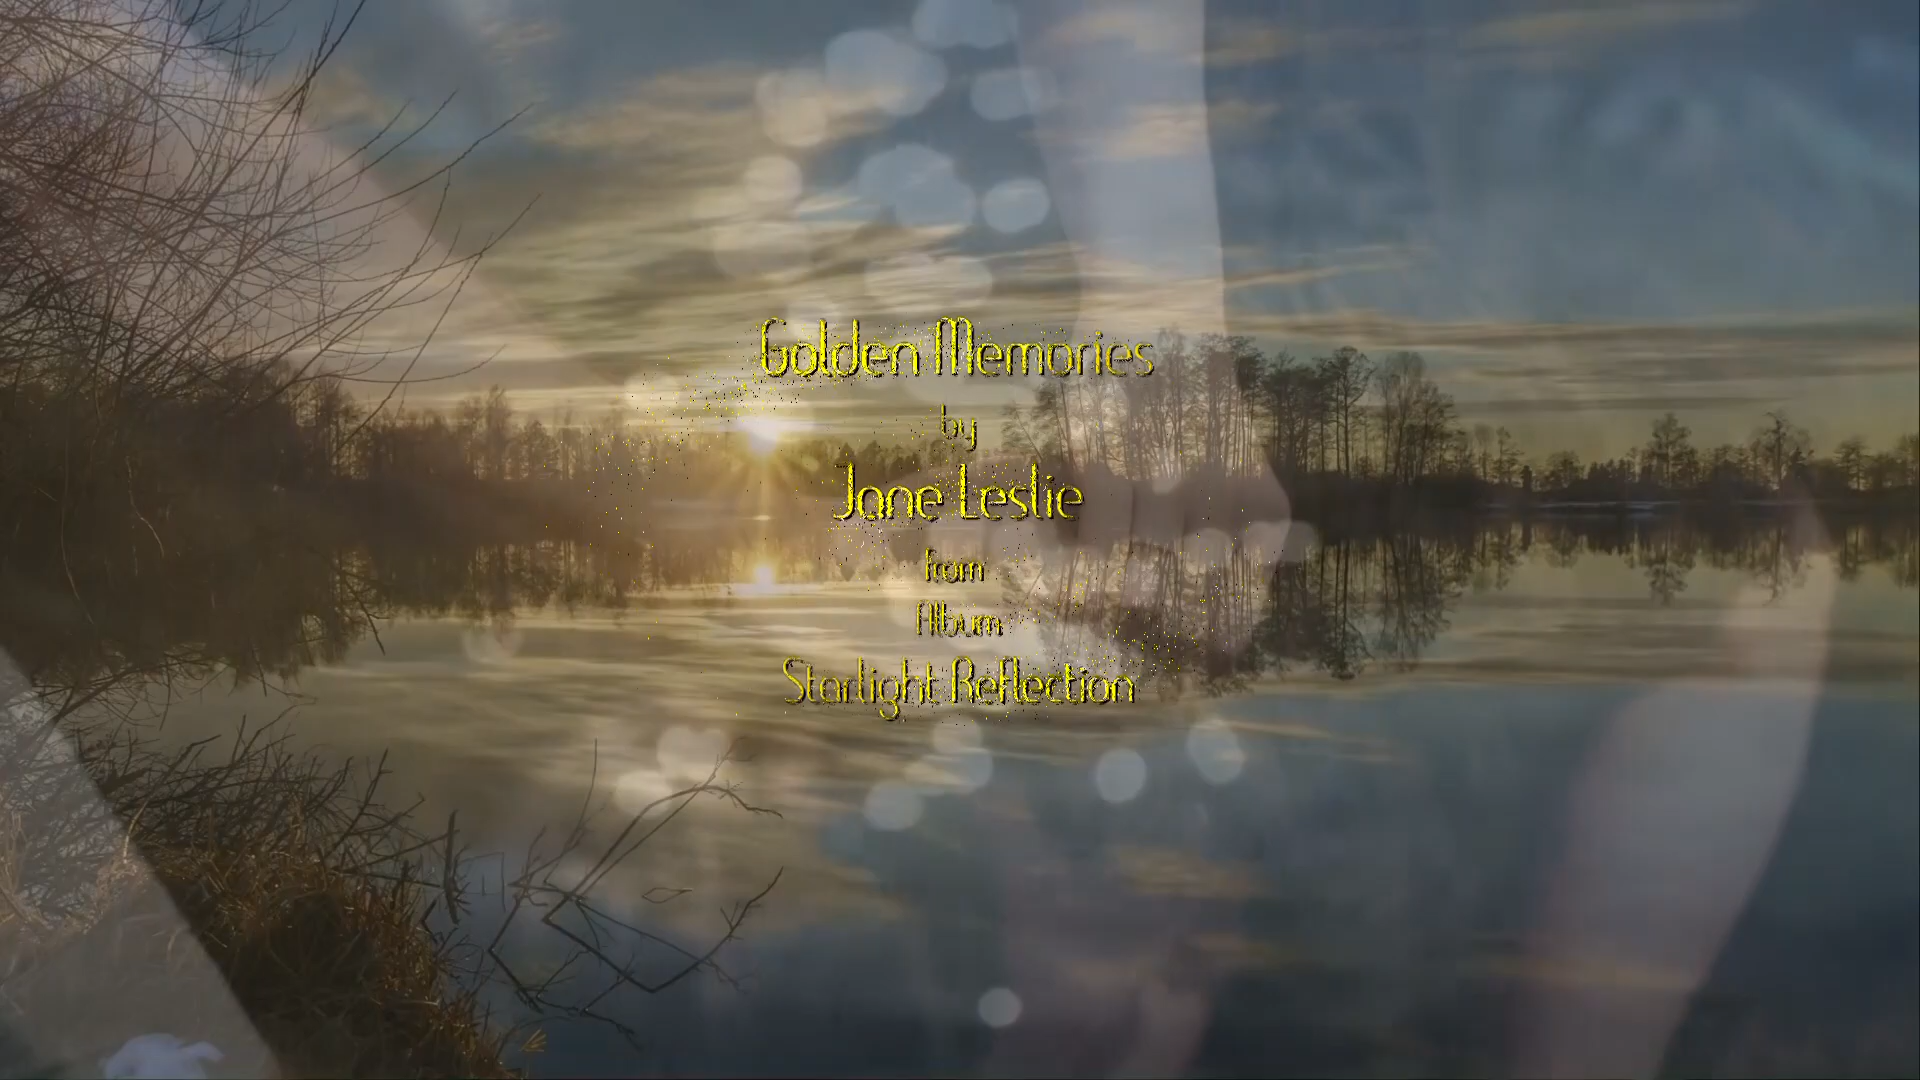 Golden Memories
by
Jane Leslie
from
Album
Starlight Reflection